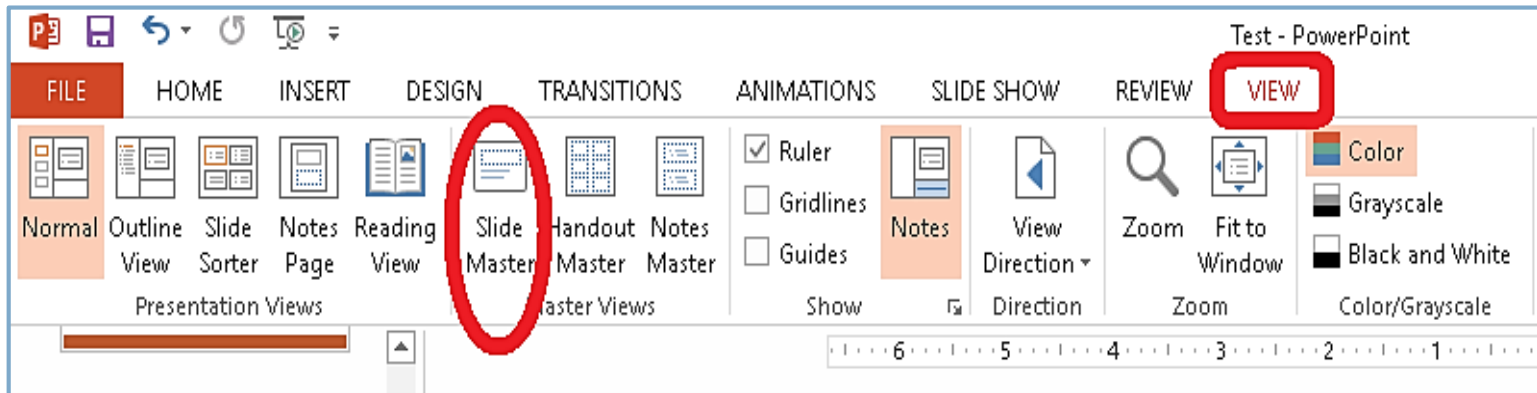 Test - PowerPoint
FILE HOME INSERT DESIGN TRANSITIONS ANIMATIONS SLIDE SHOW REVIEW VIEW
Normal
Outline View
Slide Sorter
Notes Page
Reading View
Presentation Views
Slide Master
Handout Master
Notes Master
Master Views
Ruler
Gridlines
Guides
Notes
Show
View Direction
Direction
Zoom
Fit to Window
Zoom
Color
Grayscale
Black and White
Color/Grayscale
6 5 4 3 2 1